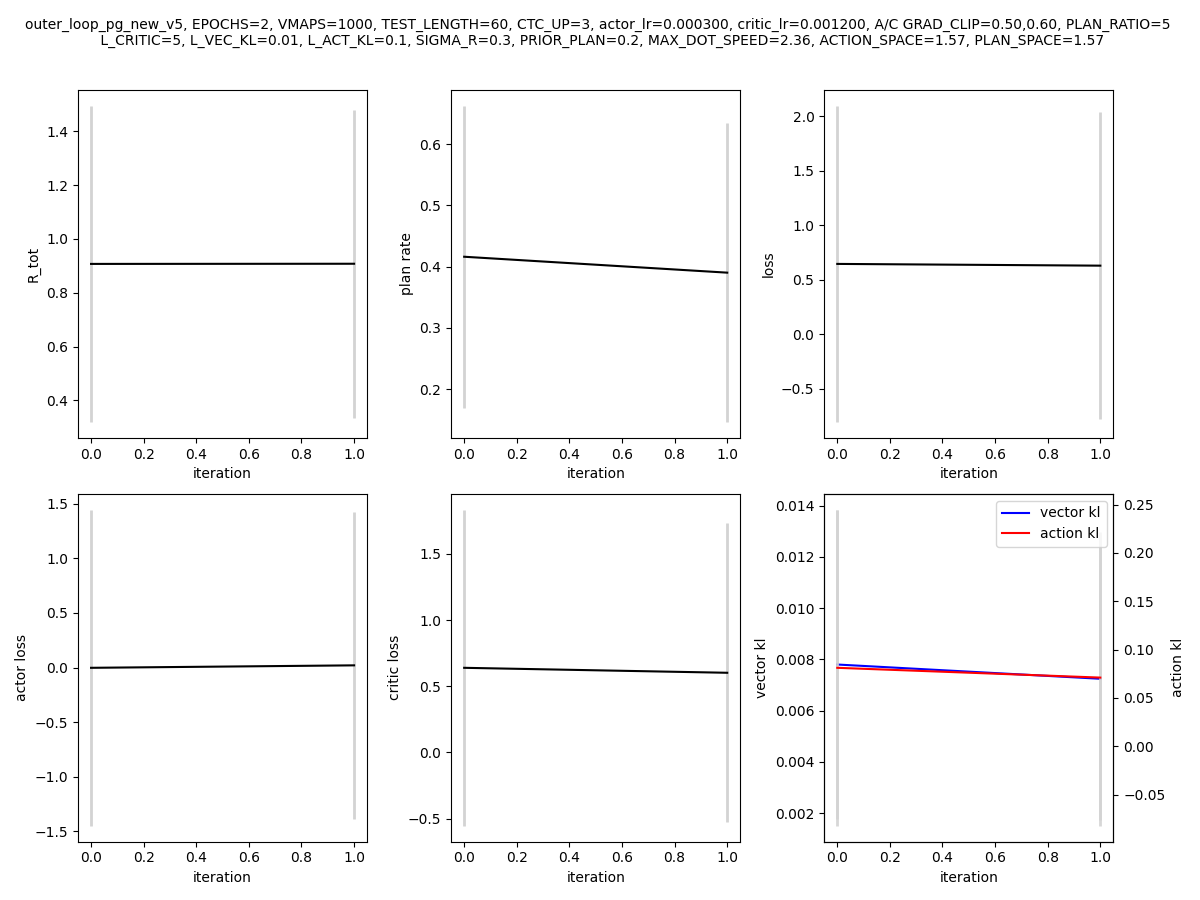 outer_loop_pg_new_v5, EPOCHS=2, VMAPS=1000, TEST_LENGTH=60, CTC_UP=3, actor_lr=0.000300, critic_lr=0.001200, A/C GRAD_CLIP=0.50,0.60, PLAN_RATIO=5
L_CRITIC=5, L_VEC_KL=0.01, L_ACT_KL=0.1, SIGMA_R=0.3, PRIOR_PLAN=0.2, MAX_DOT_SPEED=2.36, ACTION_SPACE=1.57, PLAN_SPACE=1.57
R_tot
1.4
1.2
1.0
0.8
0.6
0.4
0.0 0.2 0.4 0.6 0.8 1.0
iteration
plan rate
0.6
0.5
0.4
0.3
0.2
0.0 0.2 0.4 0.6 0.8 1.0
iteration
loss
2.0
1.5
1.0
0.5
0.0
−0.5
0.0 0.2 0.4 0.6 0.8 1.0
iteration
actor loss
1.5
1.0
0.5
0.0
−0.5
−1.0
−1.5
0.0 0.2 0.4 0.6 0.8 1.0
iteration
critic loss
1.5
1.0
0.5
0.0
−0.5
0.0 0.2 0.4 0.6 0.8 1.0
iteration
vector kl
0.014
0.012
0.010
0.008
0.006
0.004
0.002
0.0 0.2 0.4 0.6 0.8 1.0
iteration
vector kl
action kl
0.25
0.20
0.15
0.10
0.05
0.00
−0.05
action kl